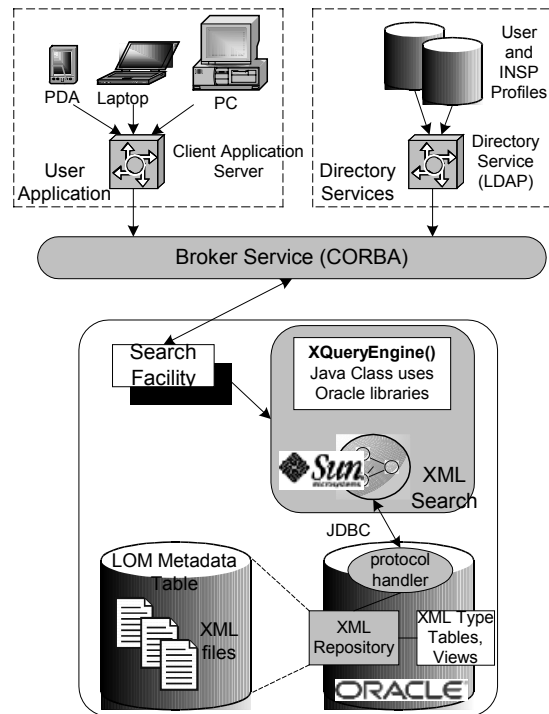 PDA
Laptop
PC
User
and
INSP
Profiles
User
Application
Client Application
Server
Directory
Services
Directory
Service
(LDAP)
Broker Service (CORBA)
Search
Facility
XQueryEngine()
Java Class uses
Oracle libraries
Sun
microsystems
XML
Search
JDBC
LOM Metadata
Table
XML
files
protocol
handler
XML
Repository
XML Type
Tables,
Views
ORACLE